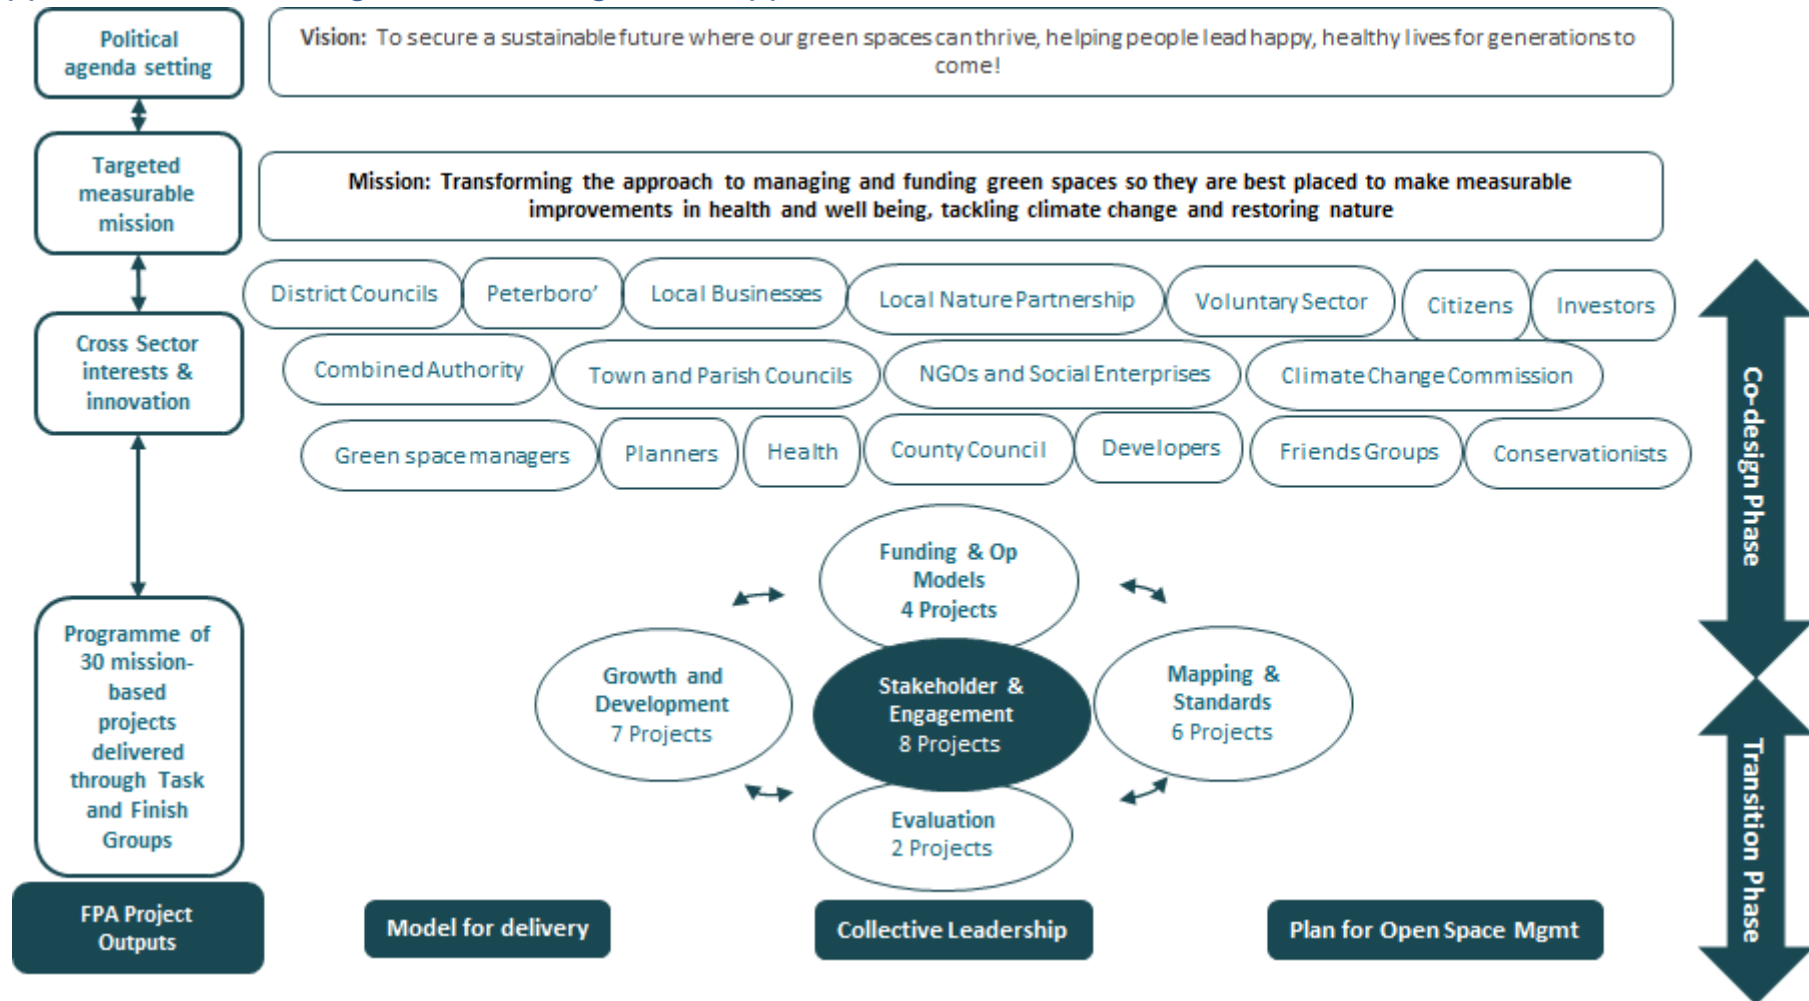 Political
agenda setting
Vision: To secure a sustainable future where our green spaces can thrive, helping people lead happy, healthy lives for generations to
come!
Targeted
measurable
mission
Mission: Transforming the approach to managing and funding green spaces so they are best placed to make measurable
improvements in health and well being, tackling climate change and restoring nature
Cross Sector
interests &
innovation
District Councils
Peterboro’
Local Businesses
Local Nature Partnership
Voluntary Sector
Citizens
Investors
Combined Authority
Town and Parish Councils
NGOs and Social Enterprises
Climate Change Commission
Green space managers
Planners
Health
County Council
Developers
Friends Groups
Conservationists
Co-design Phase
Programme of
30 mission-
based
projects
delivered
through Task
and Finish
Groups
Funding & Op
Models
4 Projects
Growth and
Development
7 Projects
Stakeholder &
Engagement
8 Projects
Mapping &
Standards
6 Projects
Evaluation
2 Projects
Transition Phase
FPA Project
Outputs
Model for delivery
Collective Leadership
Plan for Open Space Mgmt